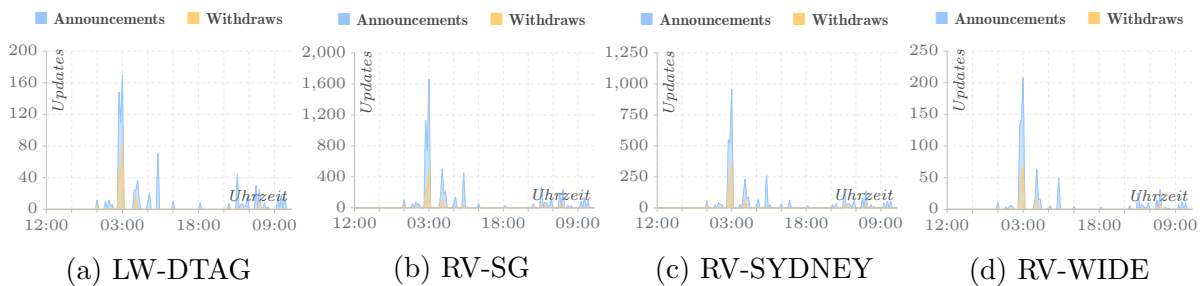 Announcements Withdraws
200
160
120
80
40
0
Updates
Uhrzeit
12:00 03:00 18:00 09:00
(a) LW-DTAG
Announcements Withdraws
2,000
1,600
1,200
800
400
0
Updates
Uhrzeit
12:00 03:00 18:00 09:00
(b) RV-SG
Announcements Withdraws
1,250
1,000
750
500
250
0
Updates
Uhrzeit
12:00 03:00 18:00 09:00
(c) RV-SYDNEY
Announcements Withdraws
250
200
150
100
50
0
Updates
Uhrzeit
12:00 03:00 18:00 09:00
(d) RV-WIDE